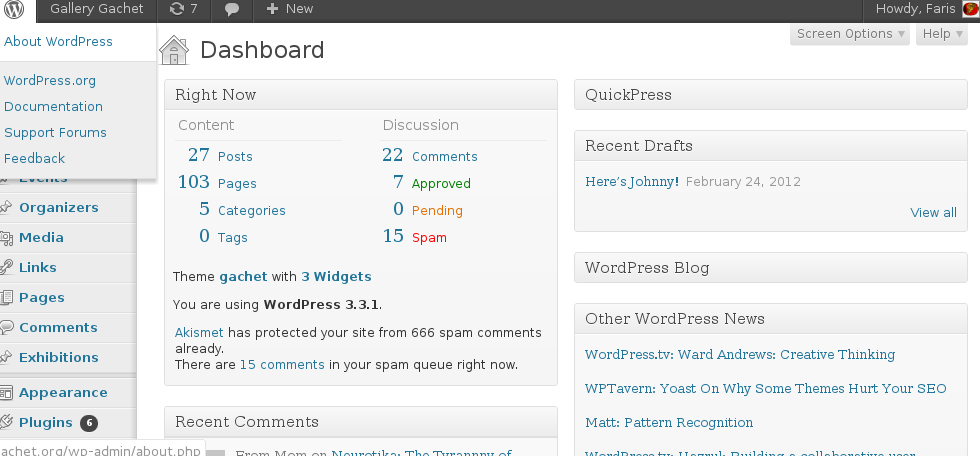 Gallery Gachet 7 New Howdy, Faris
About WordPress
WordPress.org
Documentation
Support Forums
Feedback
Events
Organizers
Media
Links
Pages
Comments
Exhibitions
Appearance
Plugins 6
achet.org/wp-admin/about.php
Screen Options ▾ Help ▾
Dashboard
Right Now
Content Discussion
27 Posts 22 Comments
103 Pages 7 Approved
5 Categories 0 Pending
0 Tags 15 Spam
Theme gachet with 3 Widgets
You are using WordPress 3.3.1.
Akismet has protected your site from 666 spam comments
already.
There are 15 comments in your spam queue right now.
Recent Comments
From Mom on Neurotika: The Tyrannny of
QuickPress
Recent Drafts
Here's Johnny! February 24, 2012
View all
WordPress Blog
Other WordPress News
WordPress.tv: Ward Andrews: Creative Thinking
WPTavern: Yoast On Why Some Themes Hurt Your SEO
Matt: Pattern Recognition
WordPress.tv: Hazrul: Building a collaborative user